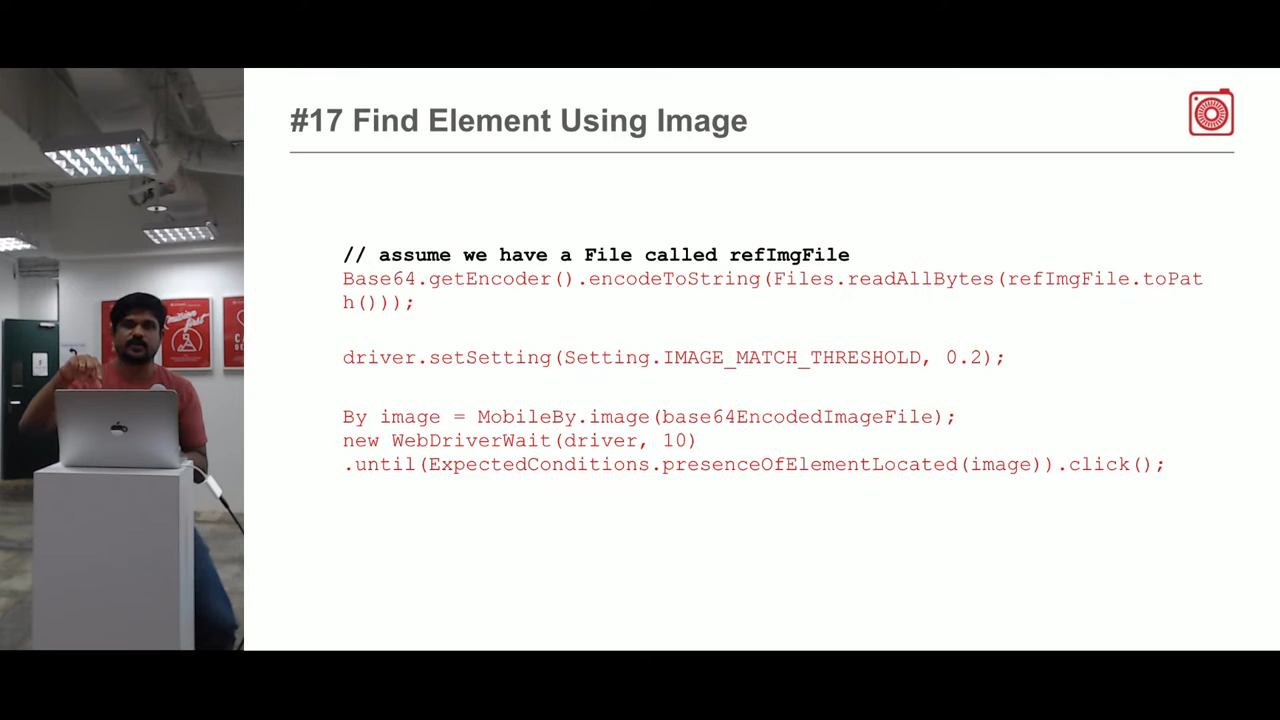 #17 Find Element Using Image
// assume we have a File called refImgFile
Base64.getEncoder().encodeToString(Files.readAllBytes(refImgFile.toPat
h()));
driver.setSetting(Setting.IMAGE_MATCH_THRESHOLD, 0.2);
By image = MobileBy.image(base64EncodedImageFile);
new WebDriverWait(driver, 10)
.until(ExpectedConditions.presenceOfElementLocated(image)).click();